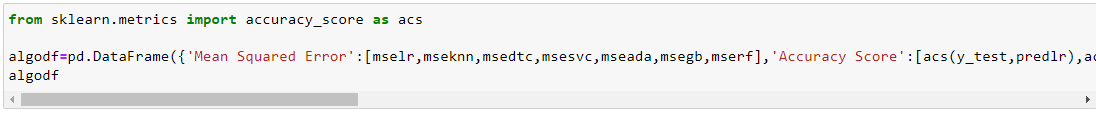 from sklearn.metrics import accuracy_score as acs
algodf=pd.DataFrame({'Mean Squared Error':[mselr,mseknn,msedtc,msesvc,mseada,msegb,mserf],'Accuracy Score':[acs(y_test,predlr),ac
algodf